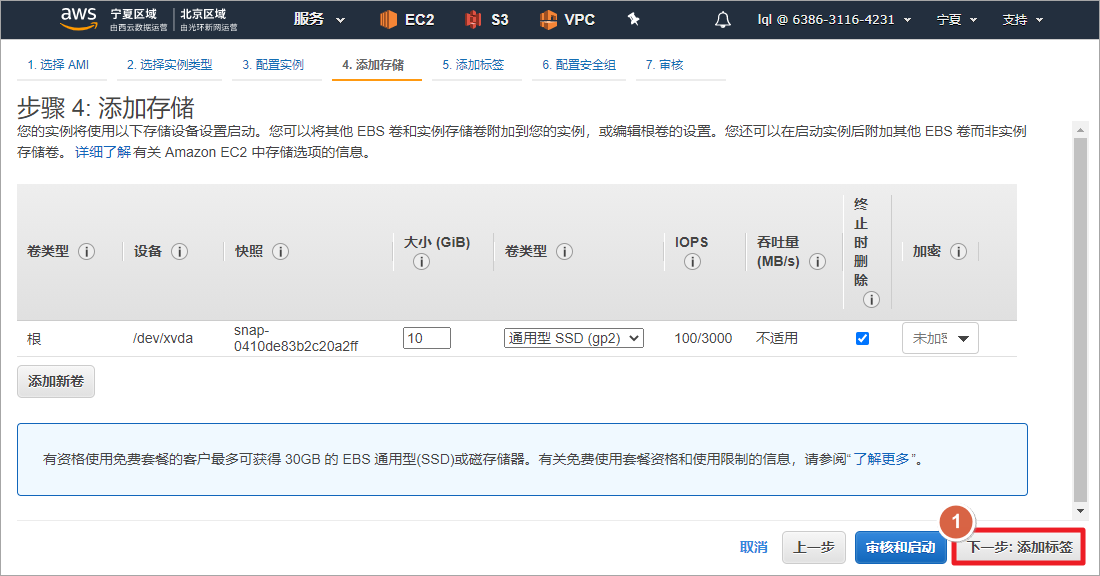 aws 宁夏区域 北京区域 服务 EC2 S3 VPC lql @ 6386-3116-4231 宁夏 支持
由西云数据运营 由光环新网运营
1. 选择 AMI 2. 选择实例类型 3. 配置实例 4. 添加存储 5. 添加标签 6. 配置安全组 7. 审核
步骤 4: 添加存储
您的实例将使用以下存储设备设置启动。您可以将其他 EBS 卷和实例存储卷附加到您的实例，或编辑根卷的设置。您还可以在启动实例后附加其他 EBS 卷而非实例
存储卷。 详细了解有关 Amazon EC2 中存储选项的信息。
卷类型 i 设备 i 快照 i 大小 (GiB) i 卷类型 i IOPS i 吞吐量 (MB/s) i 终止时删除 i 加密 i
根 /dev/xvda snap-0410de83b2c20a2ff 10 通用型 SSD (gp2) 100/3000 不适用
添加新卷
有资格使用免费套餐的客户最多可获得 30GB 的 EBS 通用型(SSD)或磁存储器。有关免费使用套餐资格和使用限制的信息，请参阅“了解更多”。
1
取消 上一步 审核和启动 下一步: 添加标签